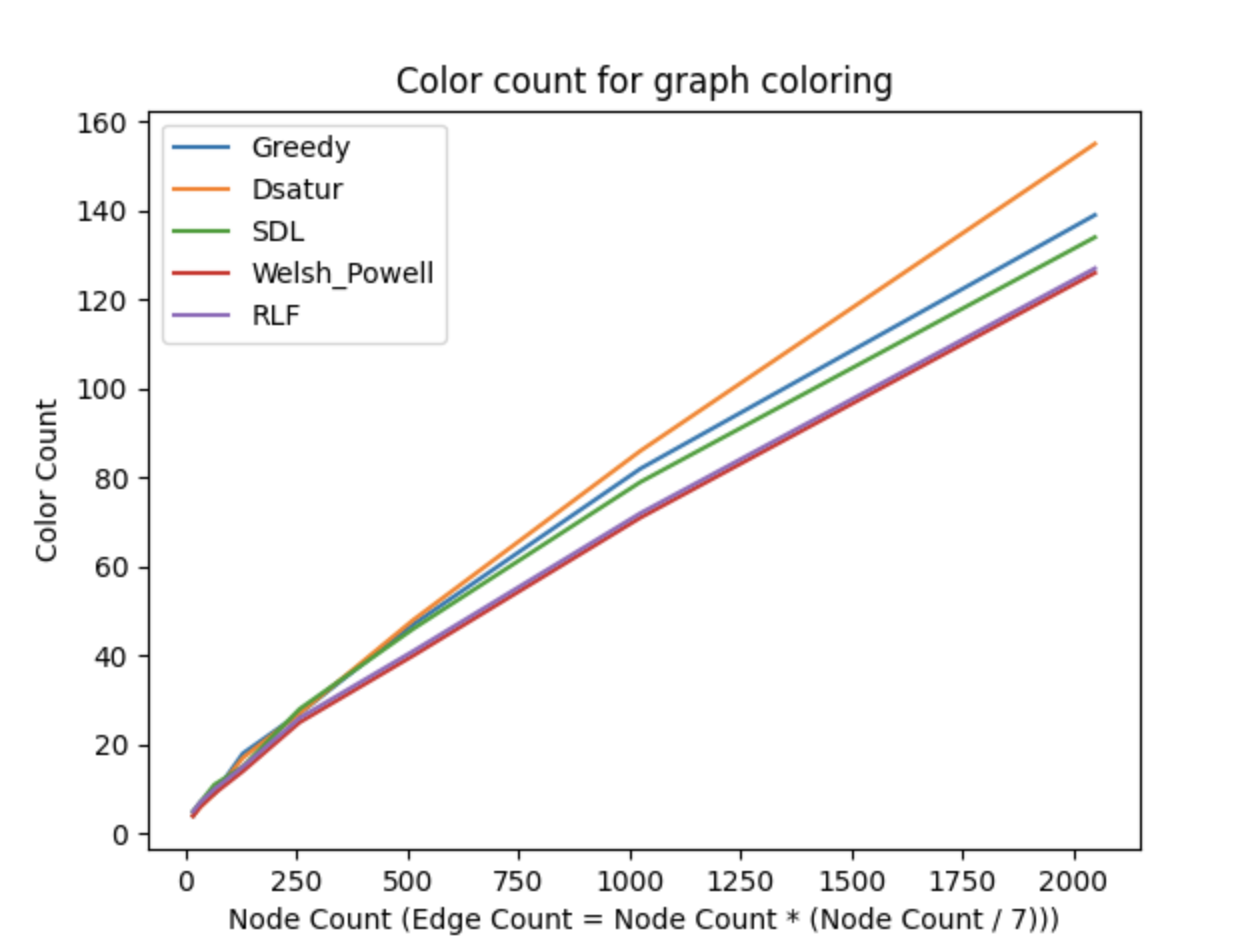 Color count for graph coloring
160
140
120
100
80
60
40
20
0
Color Count
Greedy
Dsatur
SDL
Welsh_Powell
RLF
0 250 500 750 1000 1250 1500 1750 2000
Node Count (Edge Count = Node Count * (Node Count / 7)))